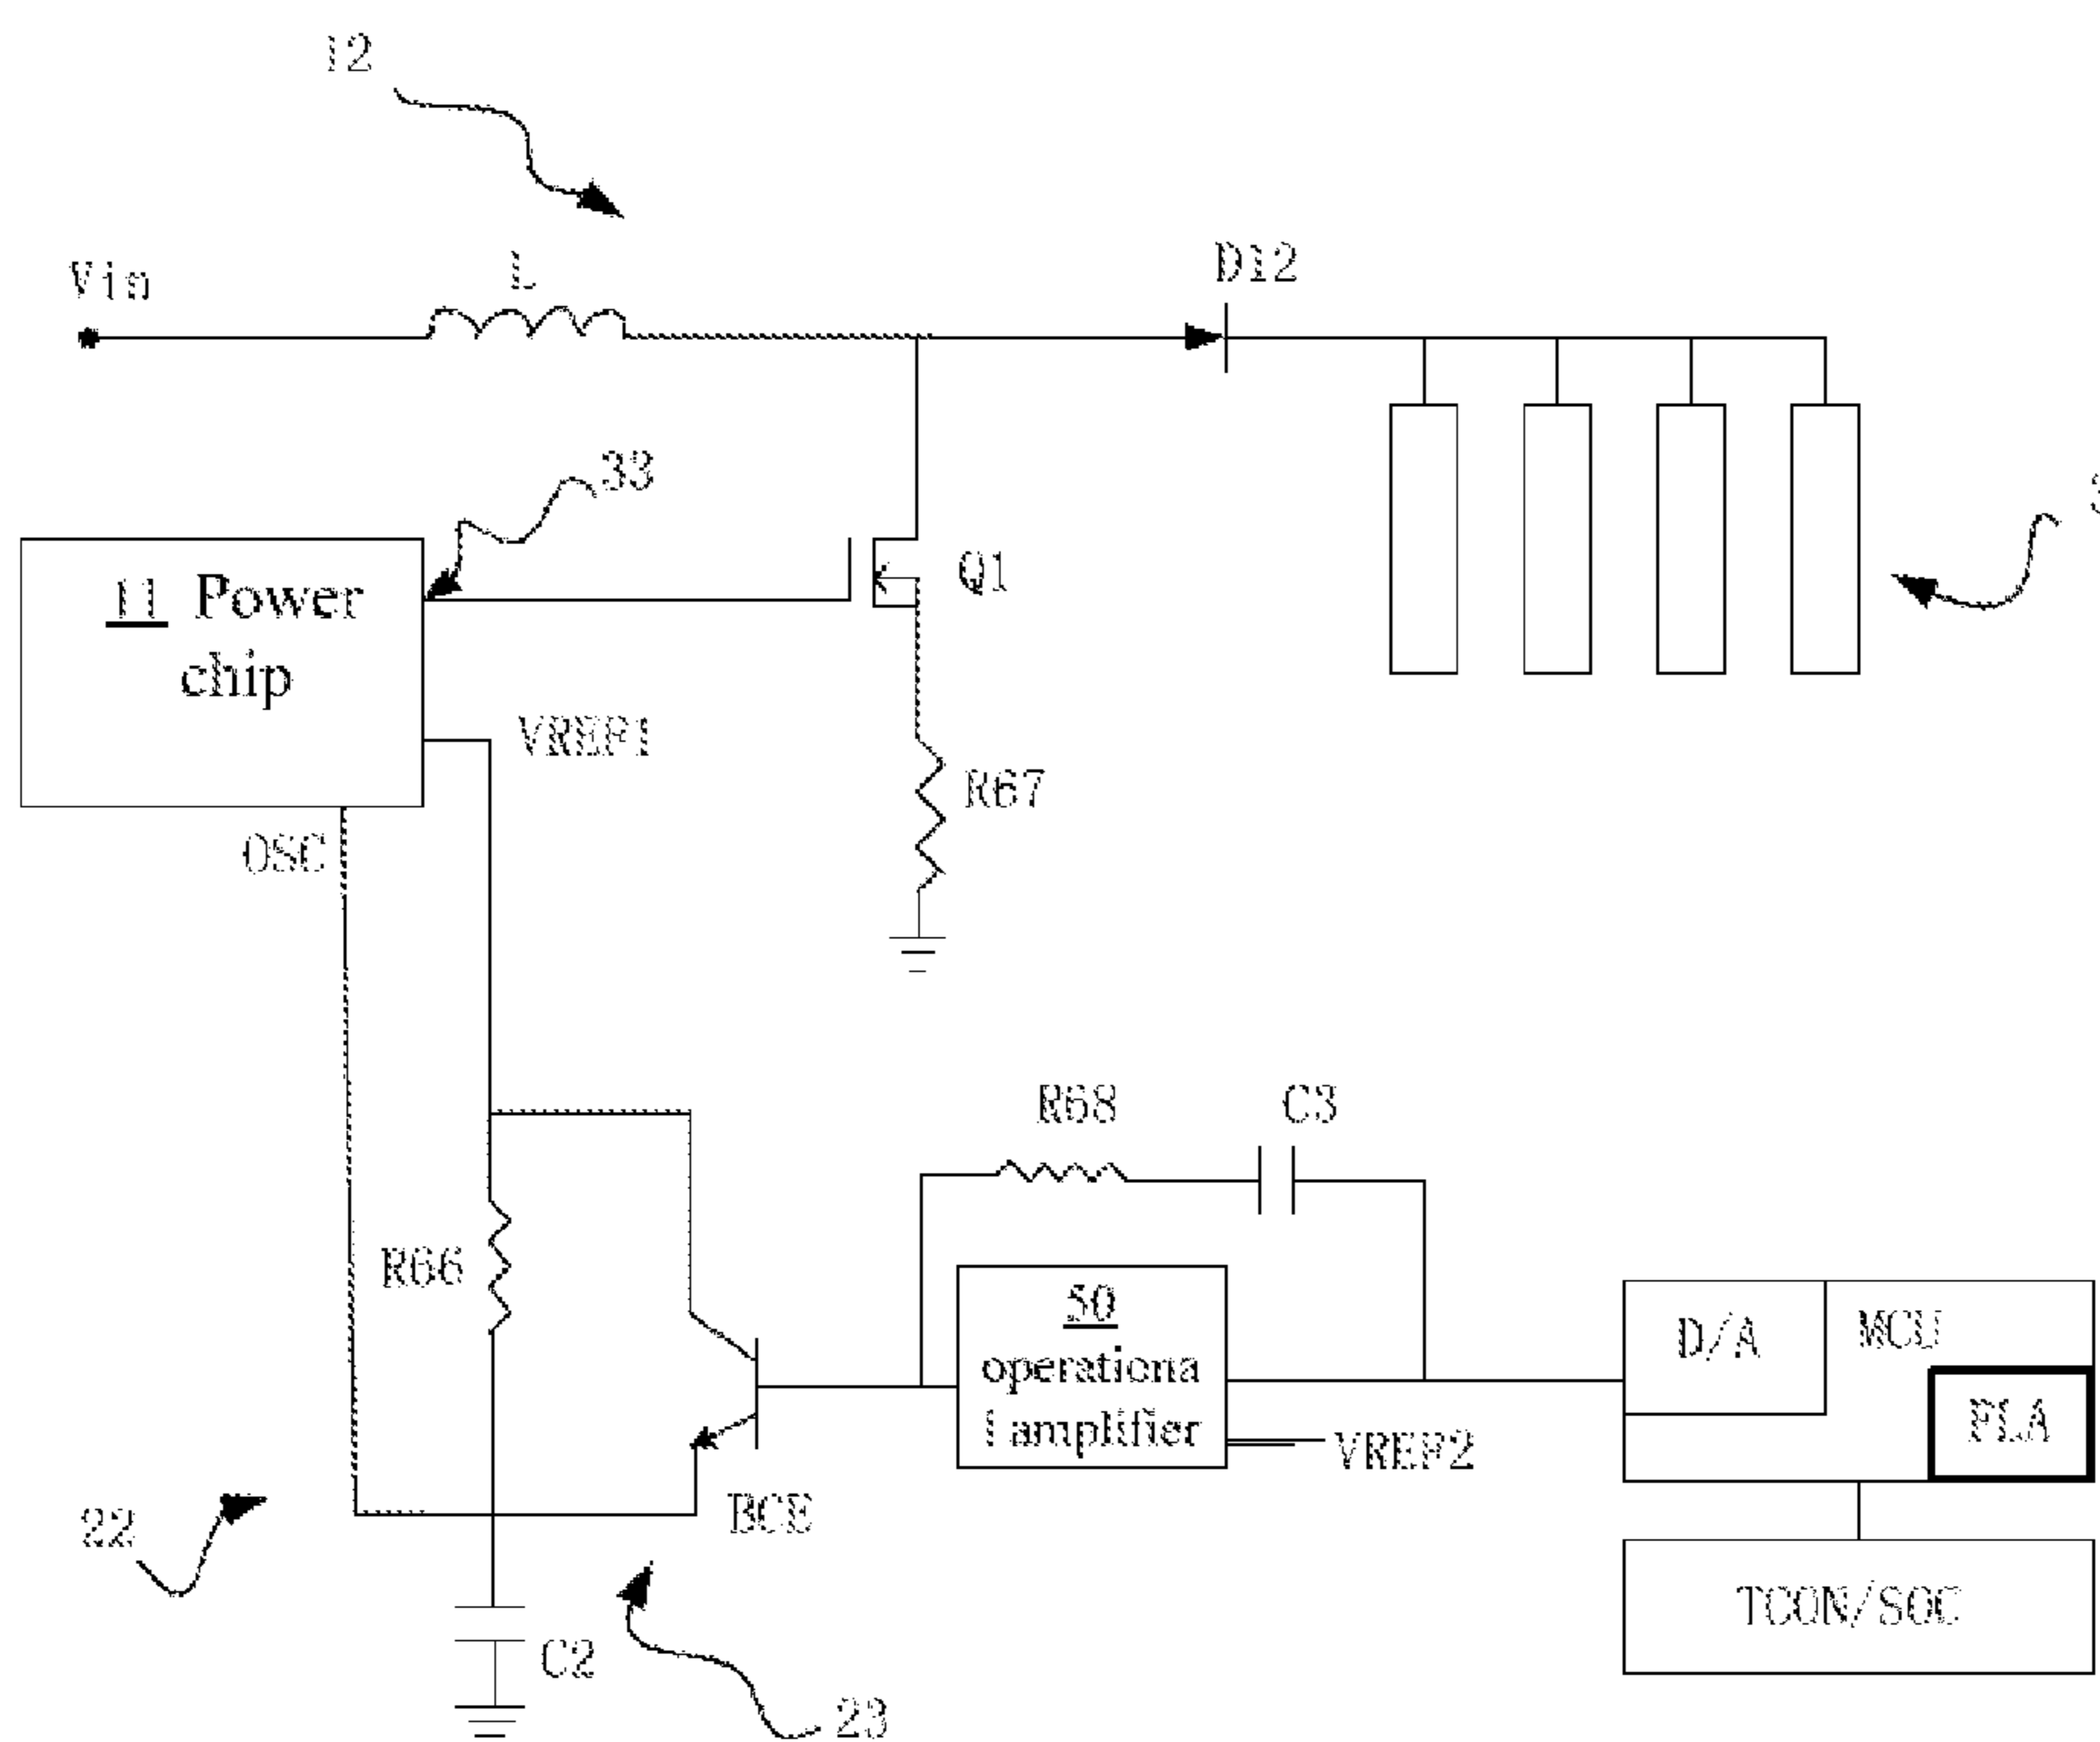 12
Vin
L
D12
33
Q1
11 Power
chip
VREF1
R67
OSC
R68
C3
R66
50
operationa
l amplifier
D/A
MCU
FLA
VREF2
BCE
22
TCON/SOC
C2
23